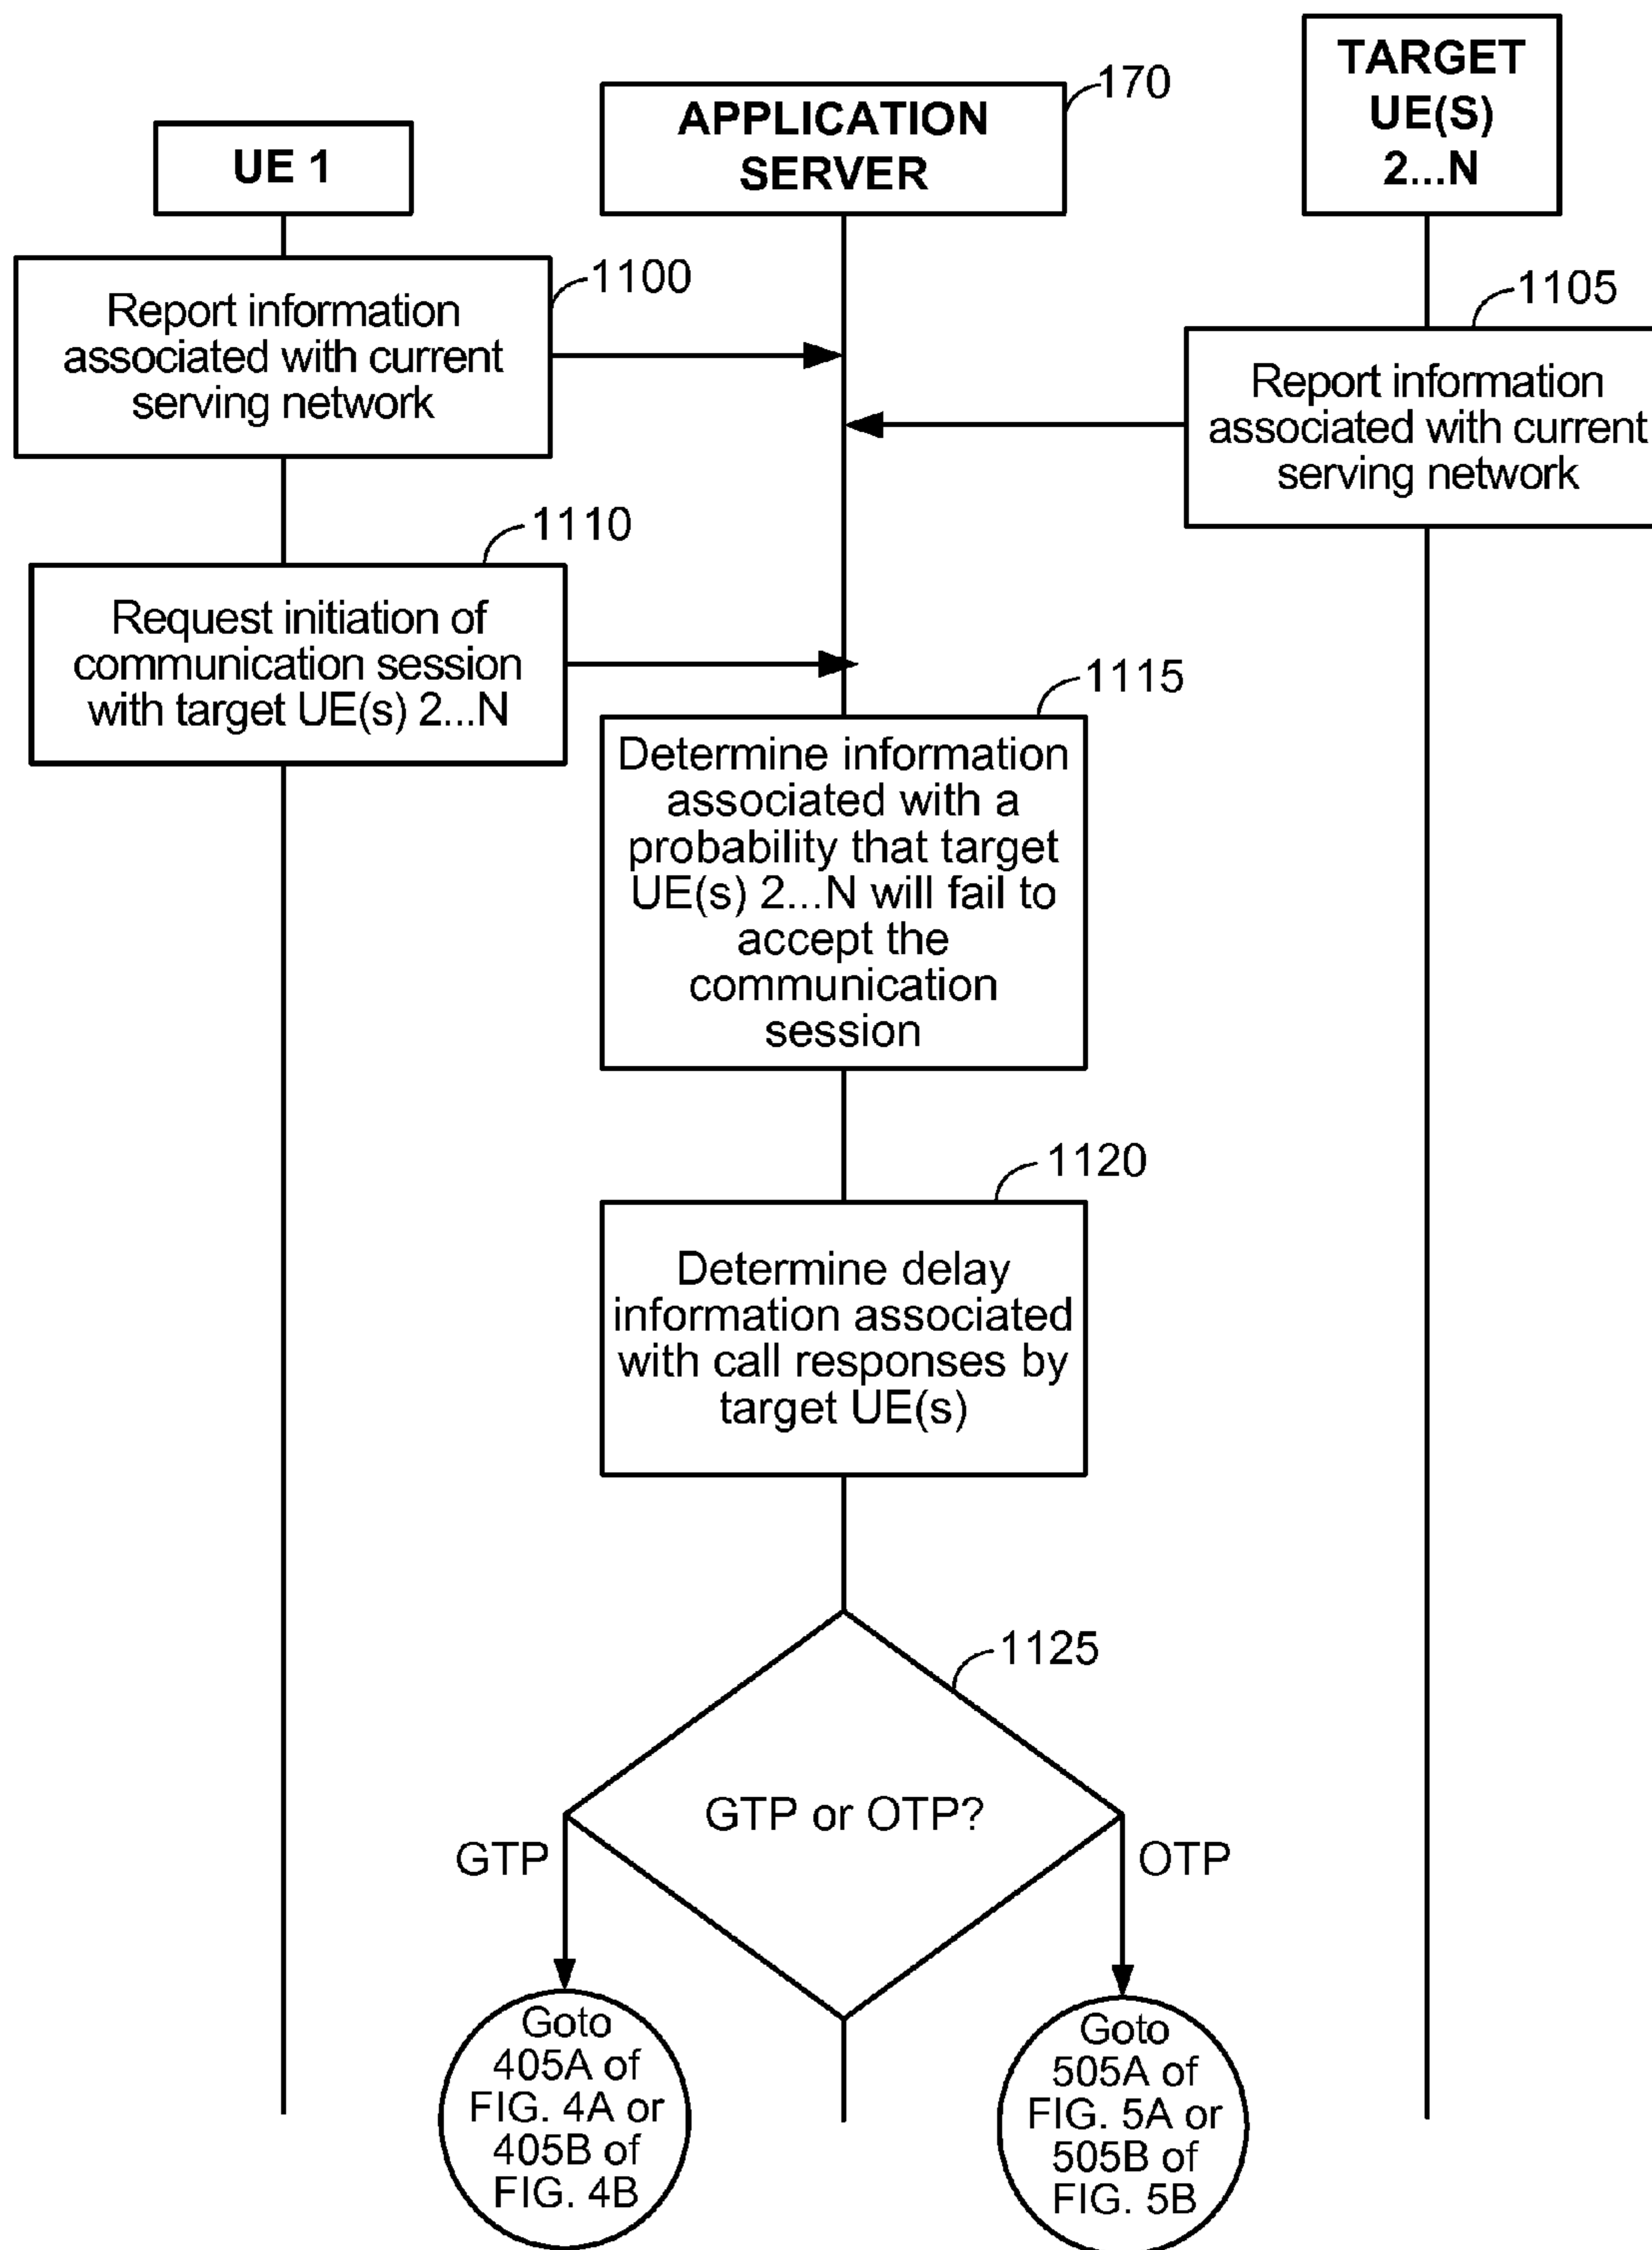 UE 1
APPLICATION
SERVER
170
TARGET
UE(S)
2...N
Report information
associated with current
serving network
1100
Report information
associated with current
serving network
1105
Request initiation of
communication session
with target UE(s) 2...N
1110
Determine information
associated with a
probability that target
UE(s) 2...N will fail to
accept the
communication
session
1115
Determine delay
information associated
with call responses by
target UE(s)
1120
GTP or OTP?
1125
GTP
OTP
Goto
405A of
FIG. 4A or
405B of
FIG. 4B
Goto
505A of
FIG. 5A or
505B of
FIG. 5B